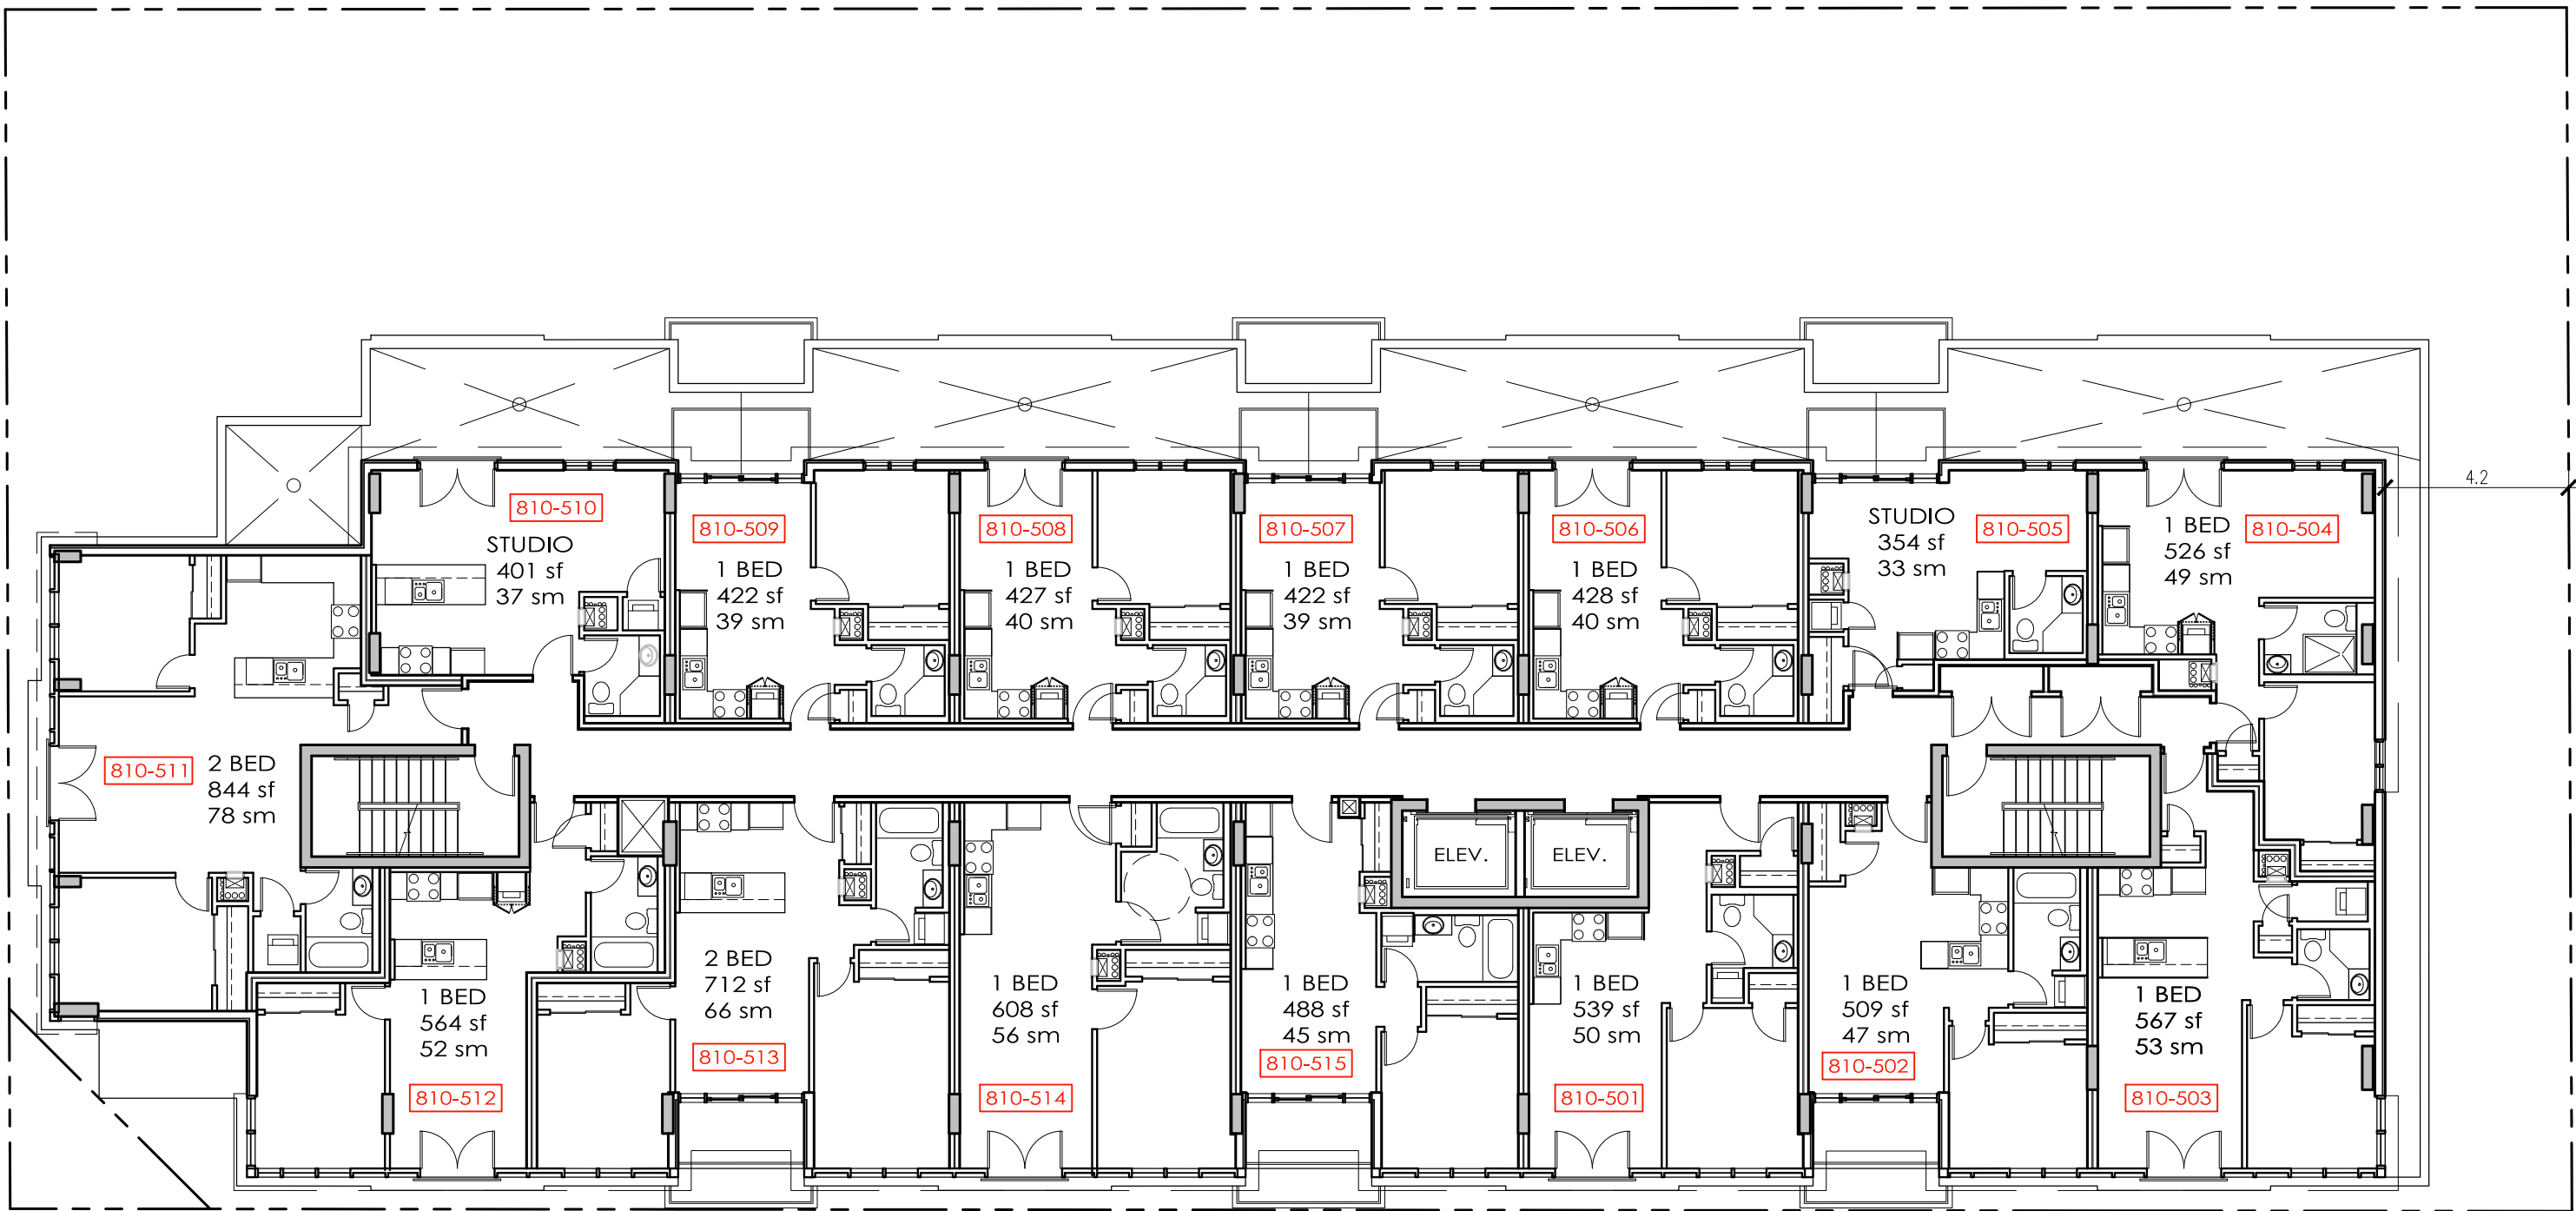 4.2
810-510
STUDIO
401 sf
37 sm
810-509
1 BED
422 sf
39 sm
810-508
1 BED
427 sf
40 sm
810-507
1 BED
422 sf
39 sm
810-506
1 BED
428 sf
40 sm
STUDIO
354 sf
33 sm
810-505
1 BED
526 sf
49 sm
810-504
810-511
2 BED
844 sf
78 sm
ELEV.
ELEV.
1 BED
564 sf
52 sm
810-512
2 BED
712 sf
66 sm
810-513
1 BED
608 sf
56 sm
810-514
1 BED
488 sf
45 sm
810-515
1 BED
539 sf
50 sm
810-501
1 BED
509 sf
47 sm
810-502
1 BED
567 sf
53 sm
810-503